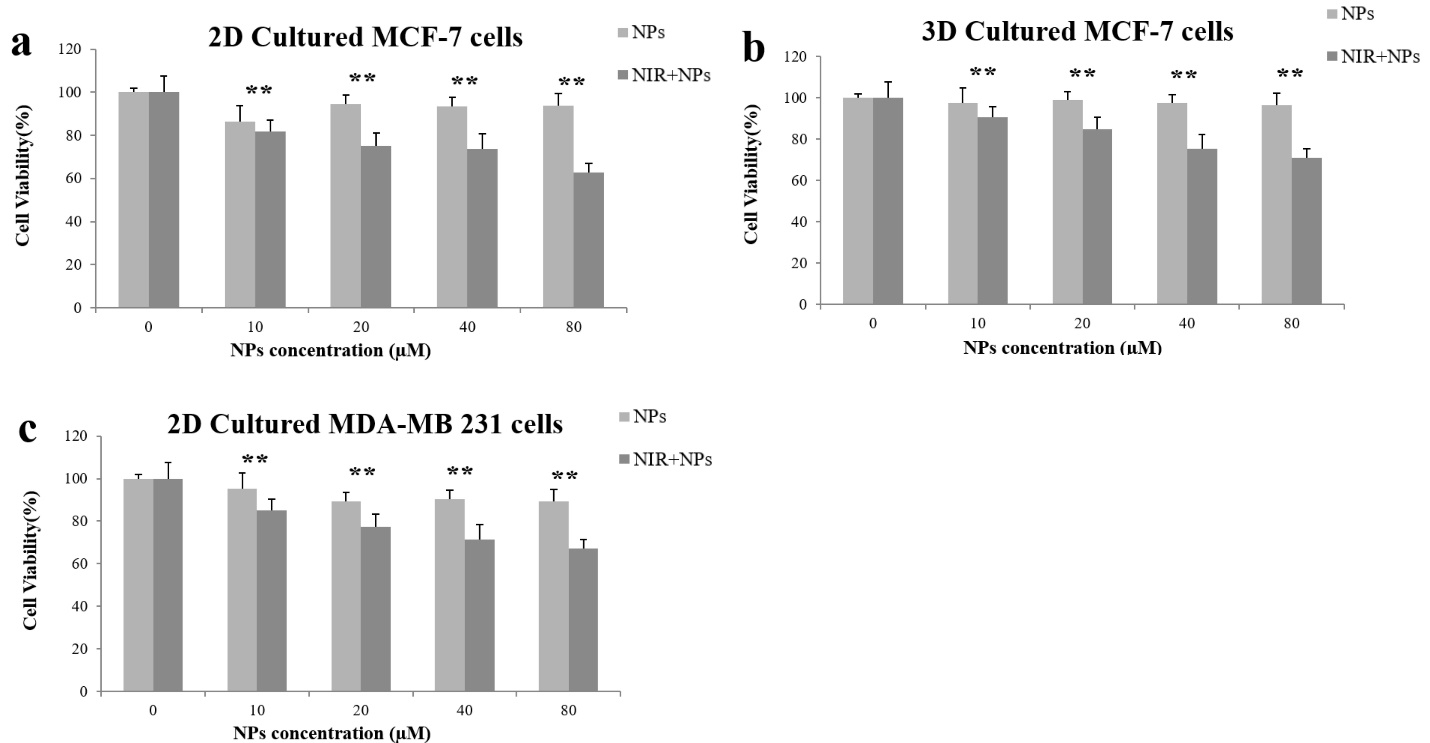 a
2D Cultured MCF-7 cells
NPs
NIR+NPs
120
100
80
60
40
20
0
Cell Viability(%)
** ** ** **
0 10 20 40 80
NPs concentration (µM)
b
3D Cultured MCF-7 cells
NPs
NIR+NPs
120
100
80
60
40
20
0
Cell Viability(%)
** ** ** **
0 10 20 40 80
NPs concentration (µM)
c
2D Cultured MDA-MB 231 cells
NPs
NIR+NPs
120
100
80
60
40
20
0
Cell Viability(%)
** ** ** **
0 10 20 40 80
NPs concentration (µM)